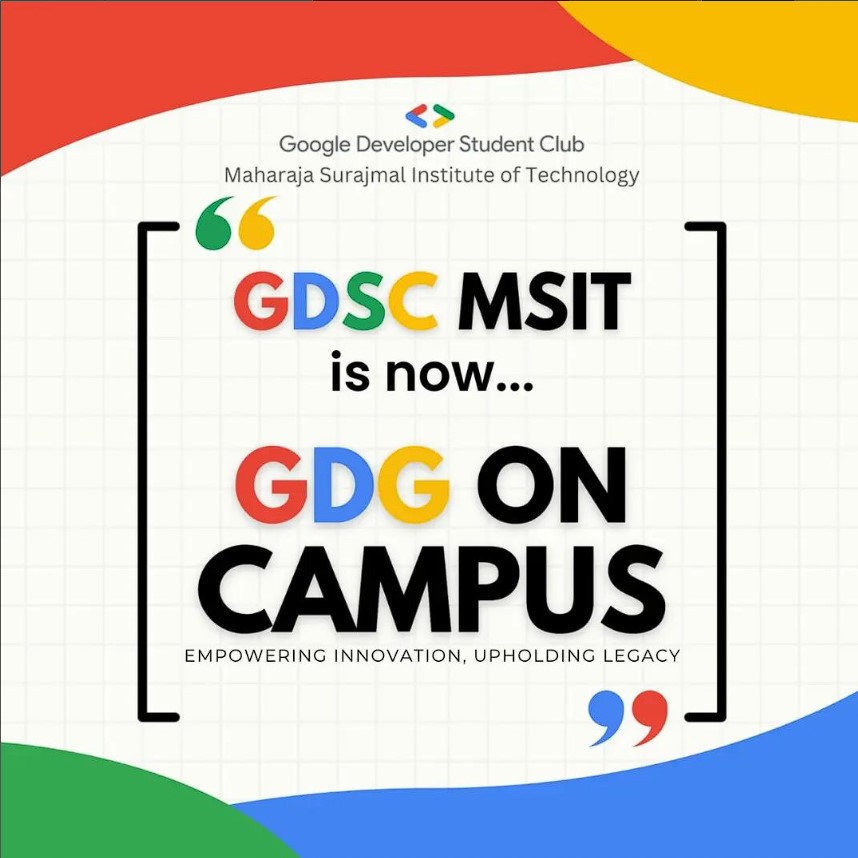 Google Developer Student Club
Maharaja Surajmal Institute of Technology
GDSC MSIT
is now...
GDG ON
CAMPUS
EMPOWERING INNOVATION, UPHOLDING LEGACY